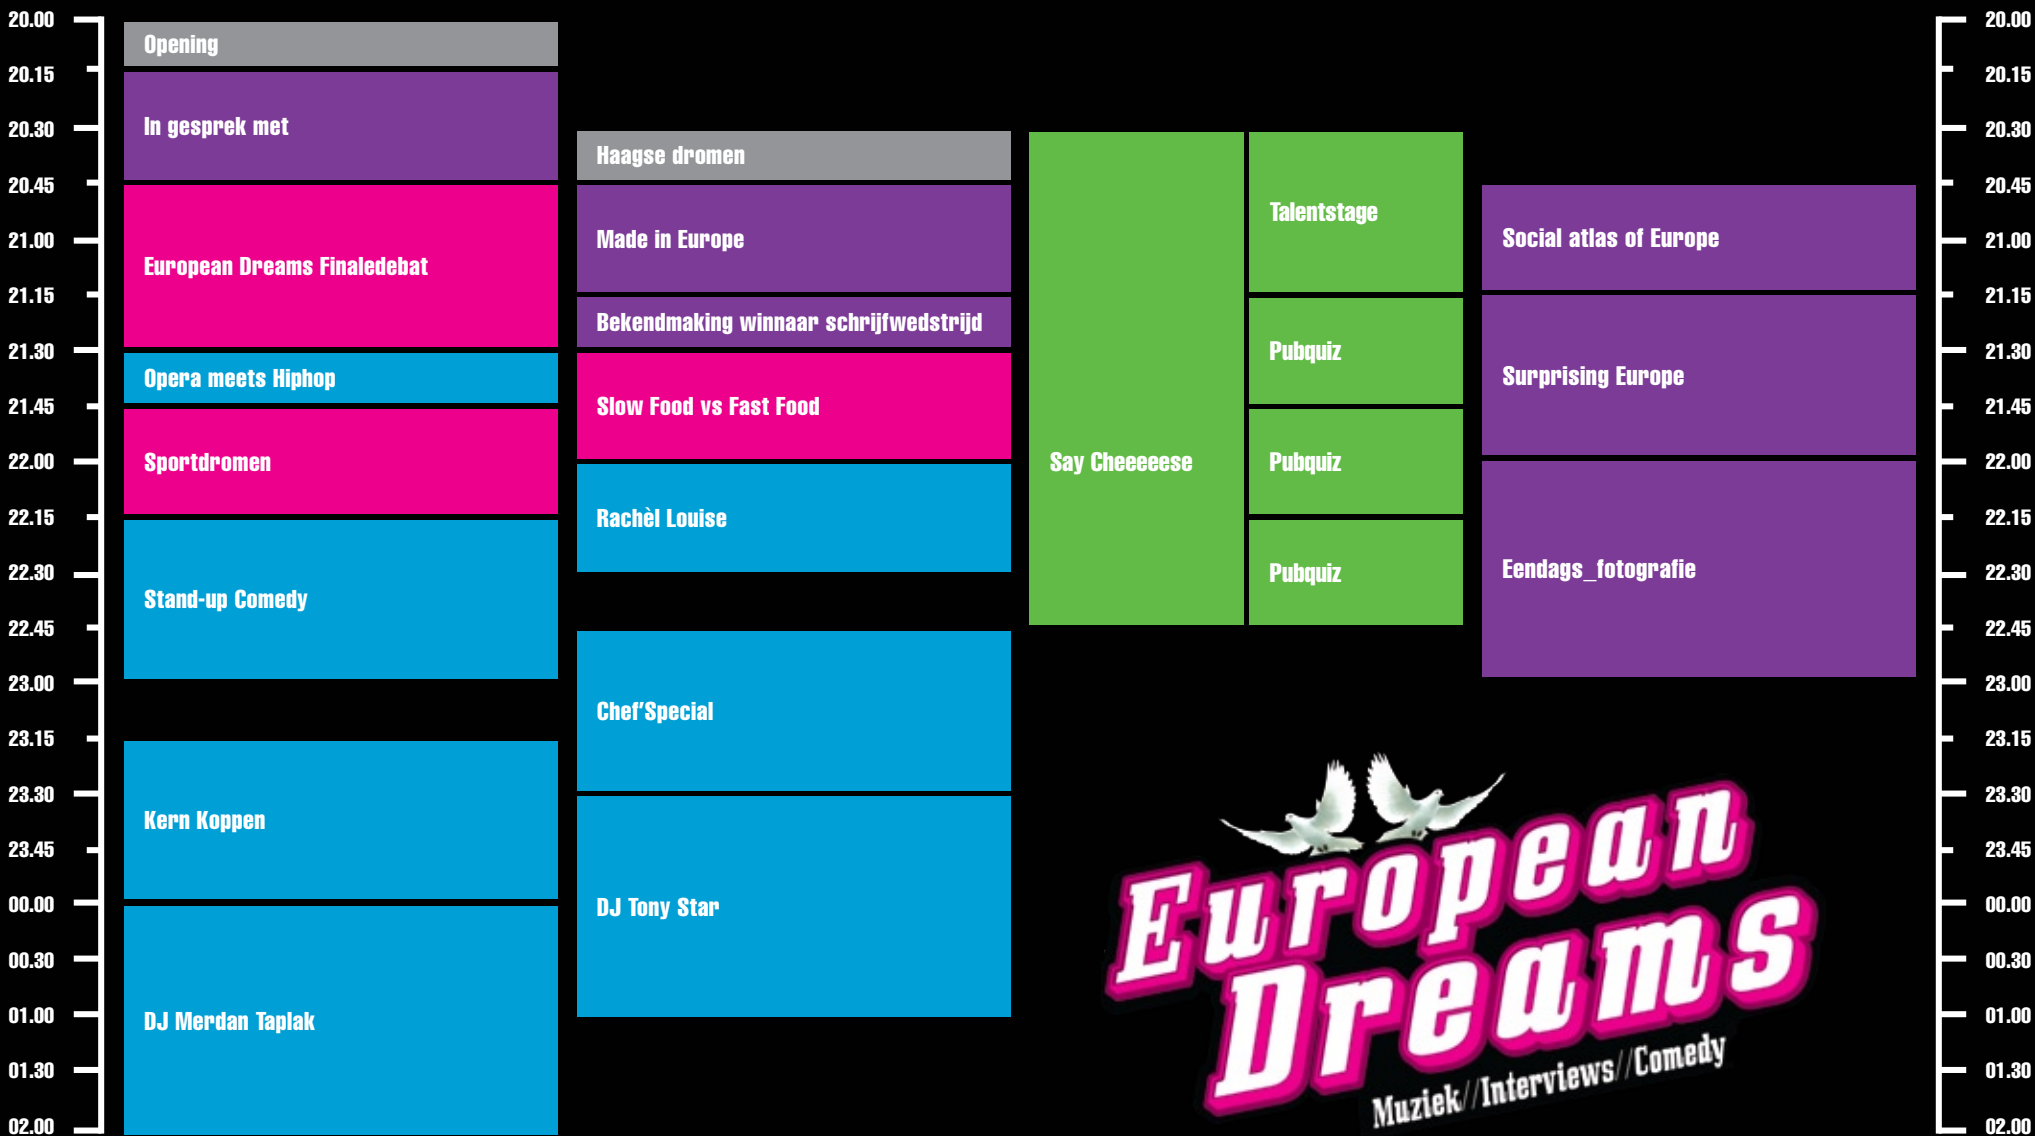 20.00
20.15
20.30
20.45
21.00
21.15
21.30
21.45
22.00
22.15
22.30
22.45
23.00
23.15
23.30
23.45
00.00
00.30
01.00
01.30
02.00
Opening
In gesprek met
European Dreams Finaledebat
Opera meets Hiphop
Sportdromen
Stand-up Comedy
Kern Koppen
DJ Merdan Taplak
Haagse dromen
Made in Europe
Bekendmaking winnaar schrijfwedstrijd
Slow Food vs Fast Food
Rachèl Louise
Chef’Special
DJ Tony Star
Say Cheeeeese
Talentstage
Pubquiz
Pubquiz
Pubquiz
Social atlas of Europe
Surprising Europe
Eendags_fotografie
European
Dreams
Muziek//Interviews//Comedy
20.00
20.15
20.30
20.45
21.00
21.15
21.30
21.45
22.00
22.15
22.30
22.45
23.00
23.15
23.30
23.45
00.00
00.30
01.00
01.30
02.00